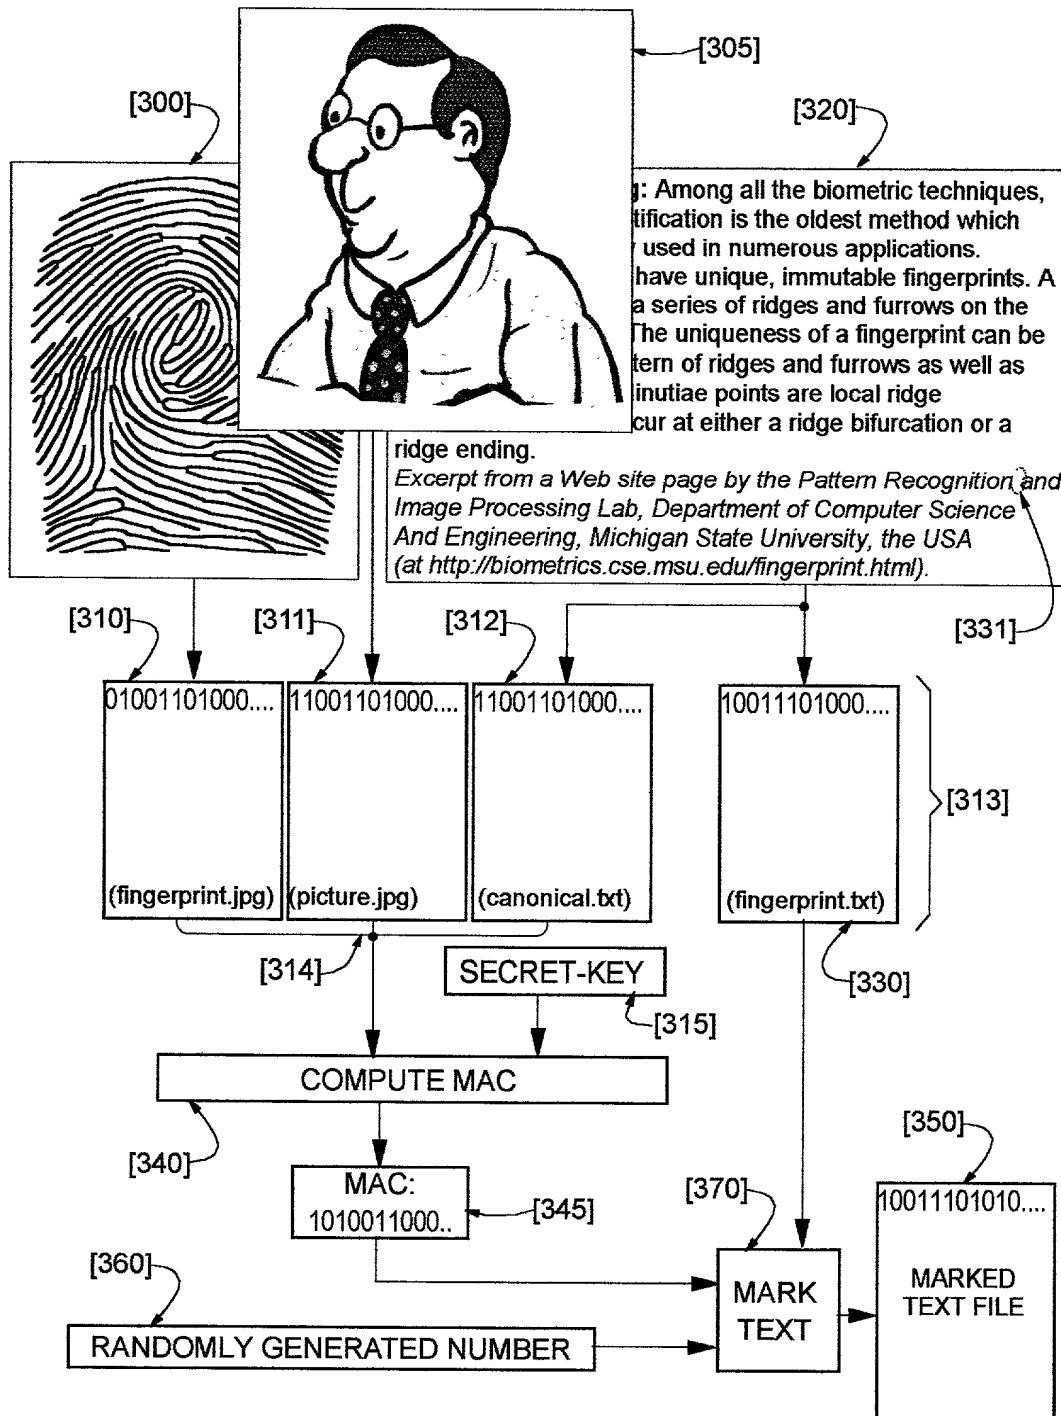 [305]
[300]
[320]
g: Among all the biometric techniques,
tification is the oldest method which
used in numerous applications.
have unique, immutable fingerprints. A
a series of ridges and furrows on the
The uniqueness of a fingerprint can be
tern of ridges and furrows as well as
inutiae points are local ridge
cur at either a ridge bifurcation or a
ridge ending.
Excerpt from a Web site page by the Pattern Recognition and
Image Processing Lab, Department of Computer Science
And Engineering, Michigan State University, the USA
(at http://biometrics.cse.msu.edu/fingerprint.html).
[310]
[311]
[312]
[331]
01001101000....
11001101000....
11001101000....
10011101000....
[313]
(fingerprint.jpg)
(picture.jpg)
(canonical.txt)
(fingerprint.txt)
[314]
SECRET-KEY
[330]
[315]
COMPUTE MAC
[340]
MAC:
1010011000..
[345]
[370]
[350]
10011101010....
[360]
MARK
TEXT
MARKED
TEXT FILE
RANDOMLY GENERATED NUMBER